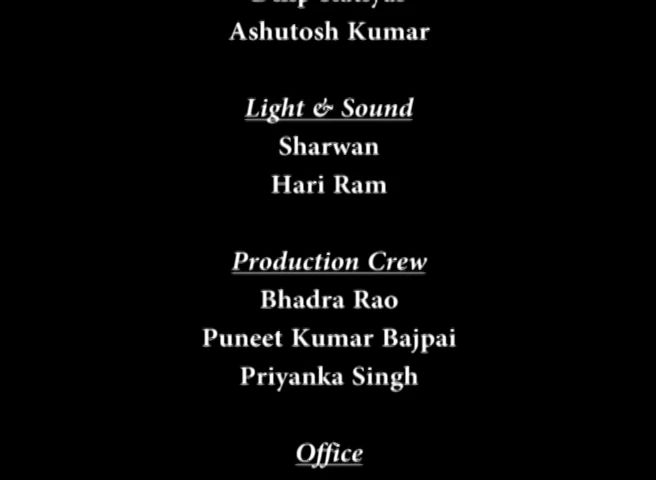 Ashutosh Kumar
Light & Sound
Sharwan
Hari Ram
Production Crew
Bhadra Rao
Puneet Kumar Bajpai
Priyanka Singh
Office